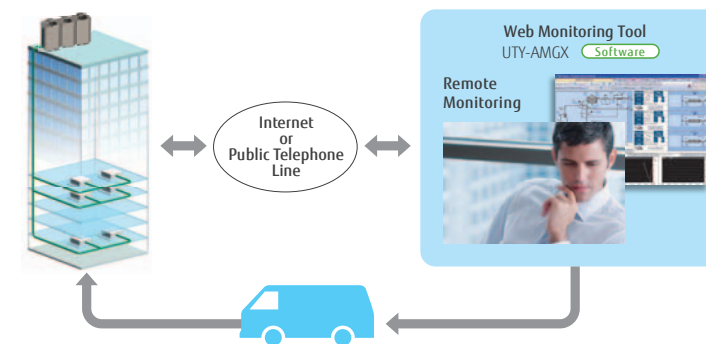 Web Monitoring Tool
UTY-AMGX Software
Remote
Monitoring
Internet
or
Public Telephone
Line